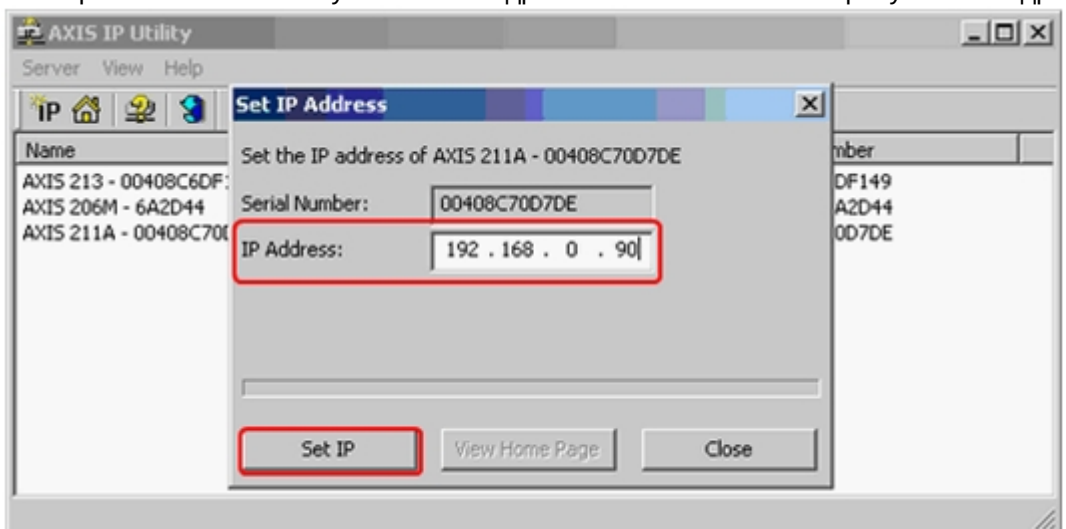 AXIS IP Utility
Server View Help
IP
Set IP Address
Name
mber
Set the IP address of AXIS 211A - 00408C70D7DE
AXIS 213 - 00408C6DF
DF149
AXIS 206M - 6A2D44
Serial Number: 00408C70D7DE
A2D44
AXIS 211A - 00408C70
0D7DE
IP Address: 192 . 168 . 0 . 90
Set IP
View Home Page
Close